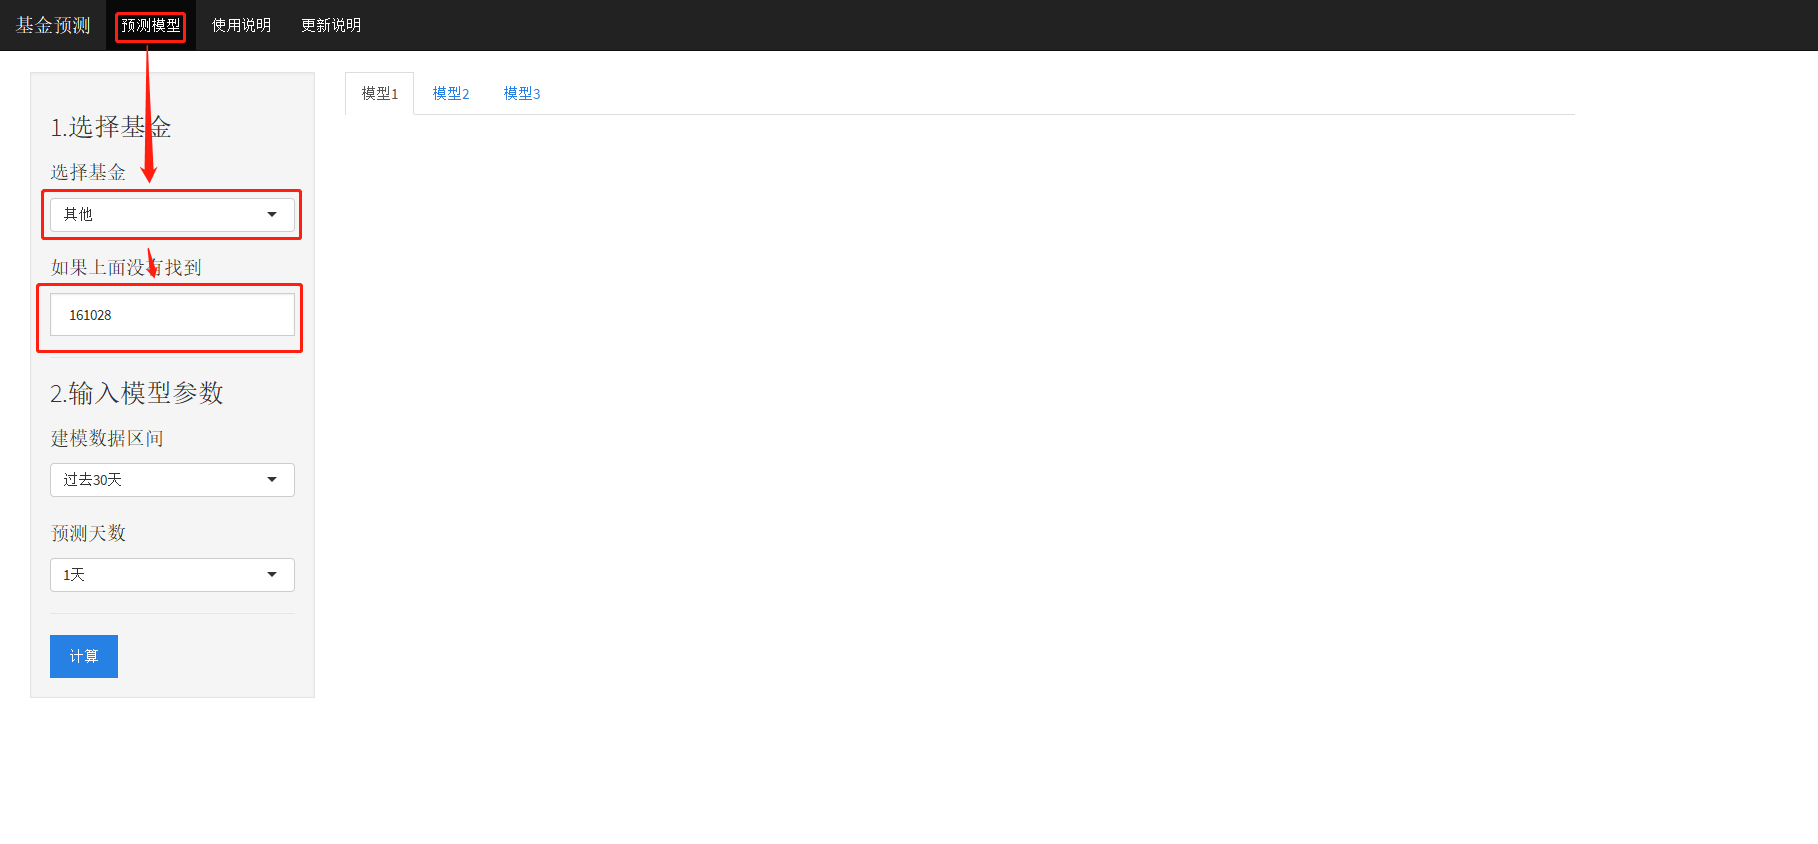 基金预测 预测模型 使用说明 更新说明
模型1 模型2 模型3
1.选择基金
选择基金
其他
如果上面没有找到
161028
2.输入模型参数
建模数据区间
过去30天
预测天数
1天
计算